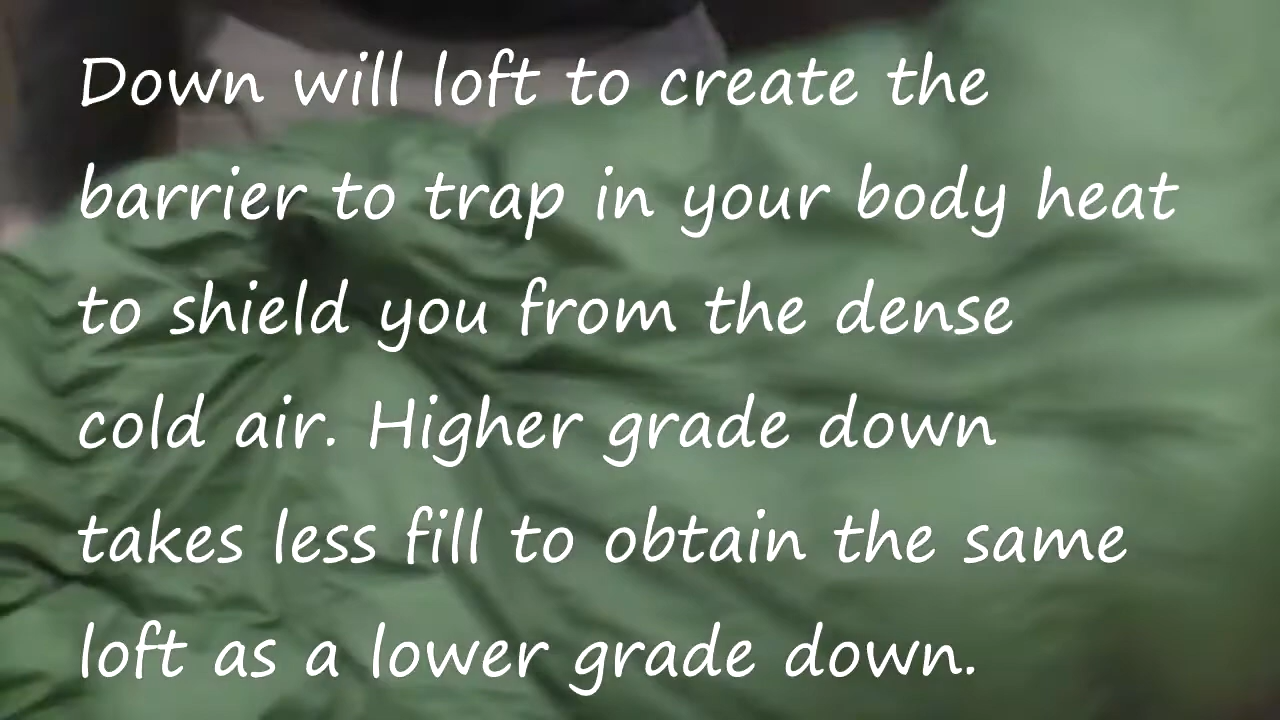 Down will loft to create the
barrier to trap in your body heat
to shield you from the dense
cold air. Higher grade down
takes less fill to obtain the same
loft as a lower grade down.